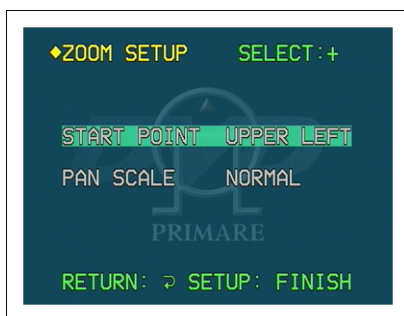 ◆ZOOM SETUP SELECT:+
START POINT UPPER LEFT
PAN SCALE NORMAL
PRIMARE
RETURN: ⊋ SETUP: FINISH